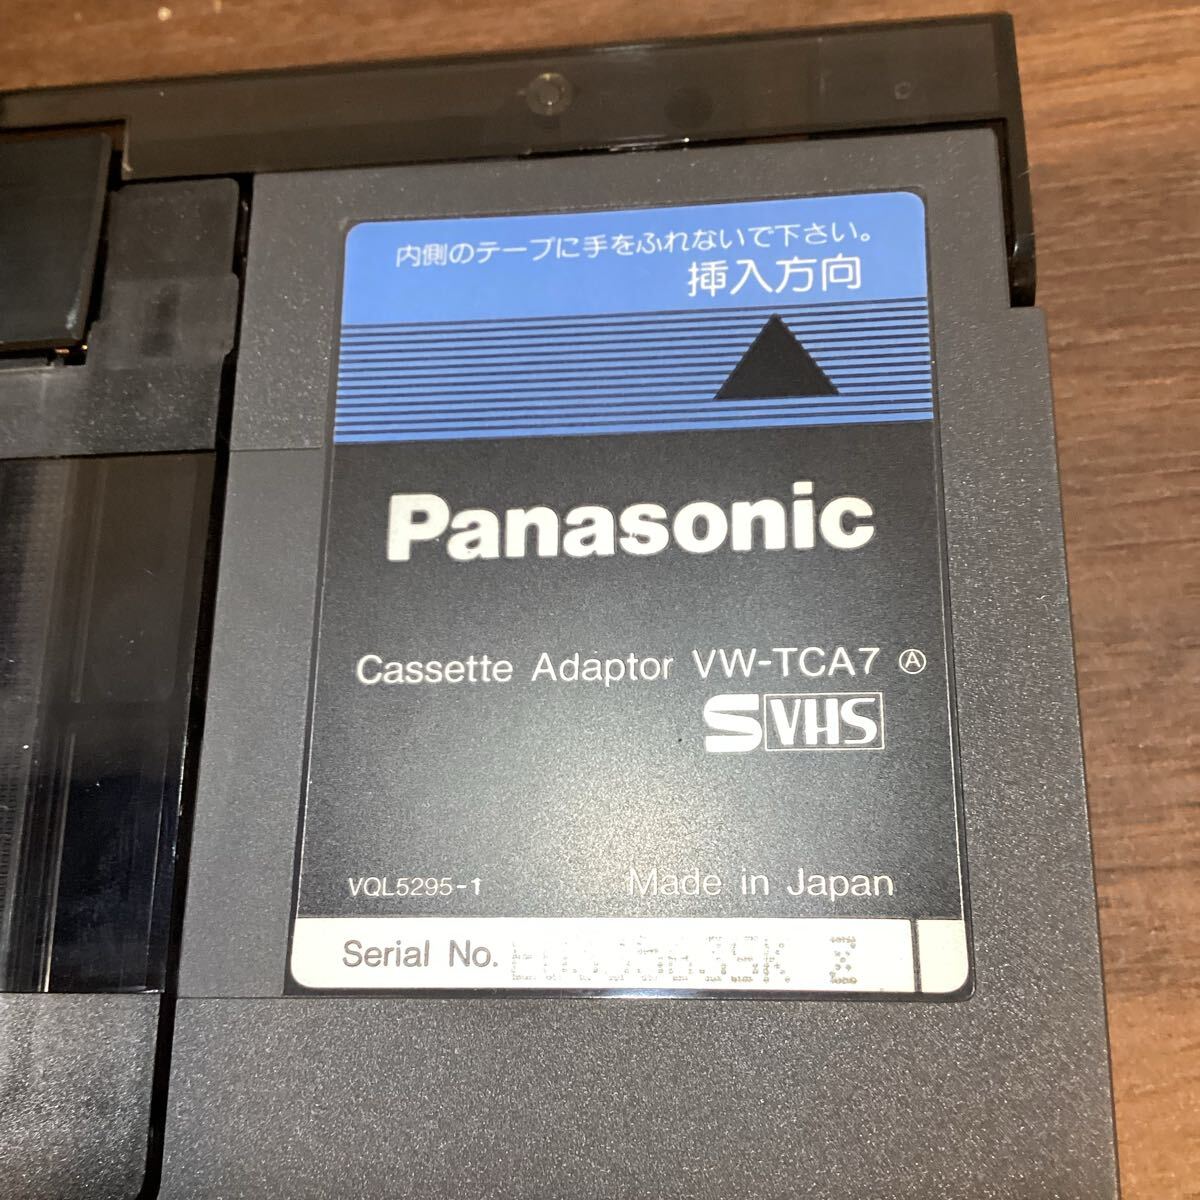 内側のテープに手をふれないで下さい。
挿入方向
Panasonic
Cassette Adaptor VW-TCA7 Ⓐ
S VHS
VQL5295-1 Made in Japan
Serial No.